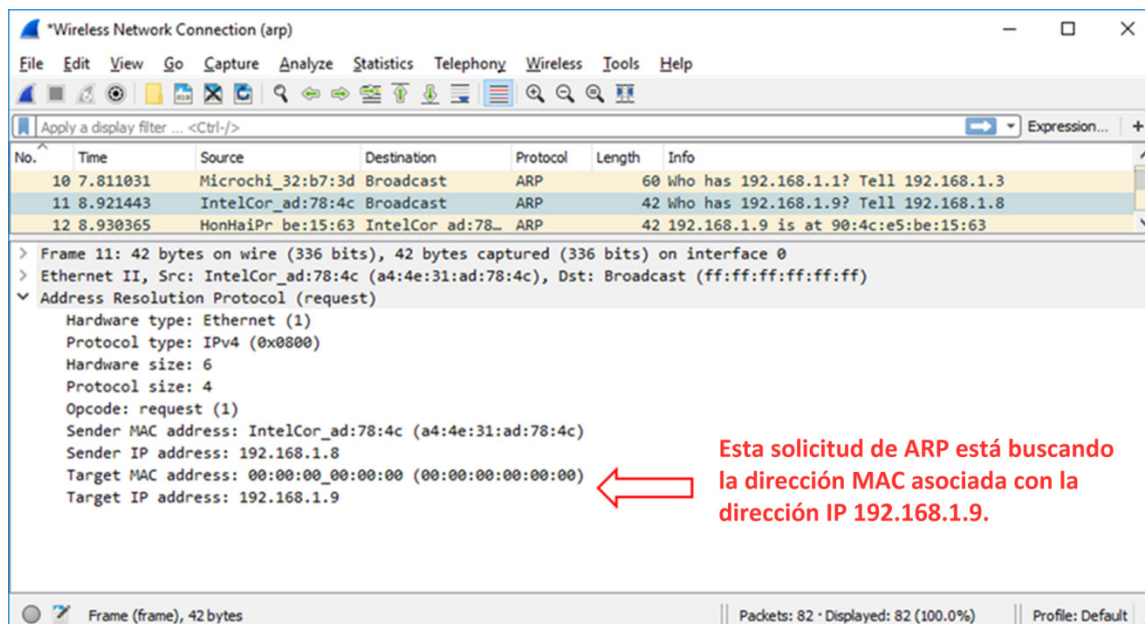 *Wireless Network Connection (arp)
File Edit View Go Capture Analyze Statistics Telephony Wireless Tools Help
Apply a display filter ... <Ctrl-/> Expression... +
No. Time Source Destination Protocol Length Info
10 7.811031 Microchi_32:b7:3d Broadcast ARP 60 Who has 192.168.1.1? Tell 192.168.1.3
11 8.921443 IntelCor_ad:78:4c Broadcast ARP 42 Who has 192.168.1.9? Tell 192.168.1.8
12 8.930365 HonHaiPr_be:15:63 IntelCor_ad:78… ARP 42 192.168.1.9 is at 90:4c:e5:be:15:63
Frame 11: 42 bytes on wire (336 bits), 42 bytes captured (336 bits) on interface 0
Ethernet II, Src: IntelCor_ad:78:4c (a4:4e:31:ad:78:4c), Dst: Broadcast (ff:ff:ff:ff:ff:ff)
Address Resolution Protocol (request)
Hardware type: Ethernet (1)
Protocol type: IPv4 (0x0800)
Hardware size: 6
Protocol size: 4
Opcode: request (1)
Sender MAC address: IntelCor_ad:78:4c (a4:4e:31:ad:78:4c)
Sender IP address: 192.168.1.8
Target MAC address: 00:00:00_00:00:00 (00:00:00:00:00:00)
Target IP address: 192.168.1.9
Esta solicitud de ARP está buscando
la dirección MAC asociada con la
dirección IP 192.168.1.9.
Frame (frame), 42 bytes Packets: 82 · Displayed: 82 (100.0%) Profile: Default